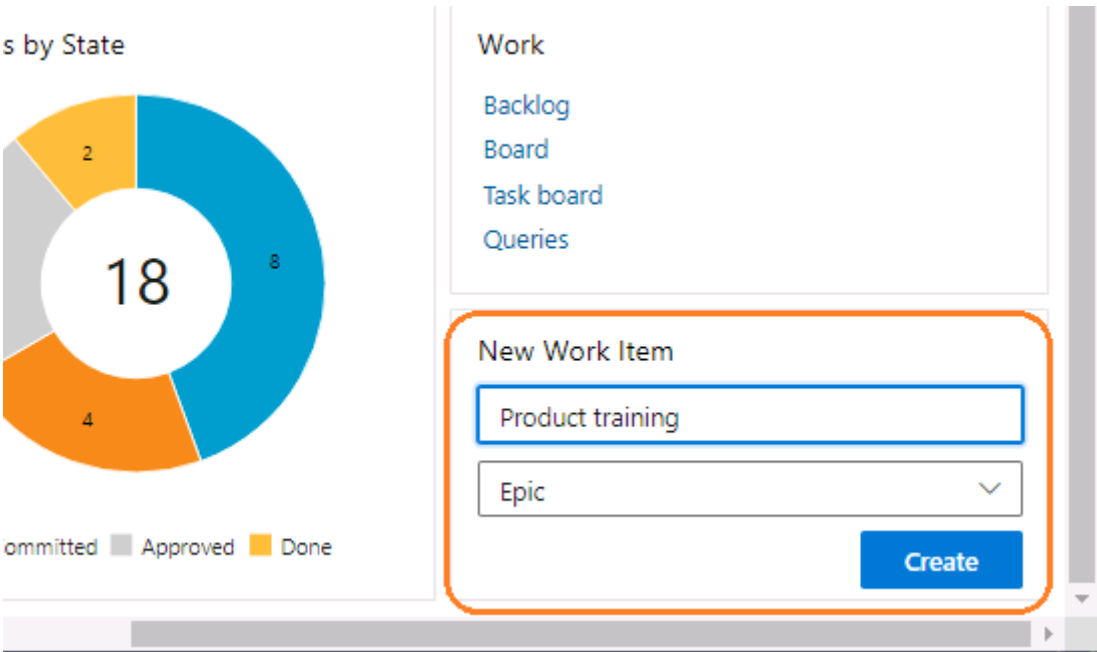 s by State
2
8
18
4
ommitted Approved Done
Work
Backlog
Board
Task board
Queries
New Work Item
Product training
Epic
Create